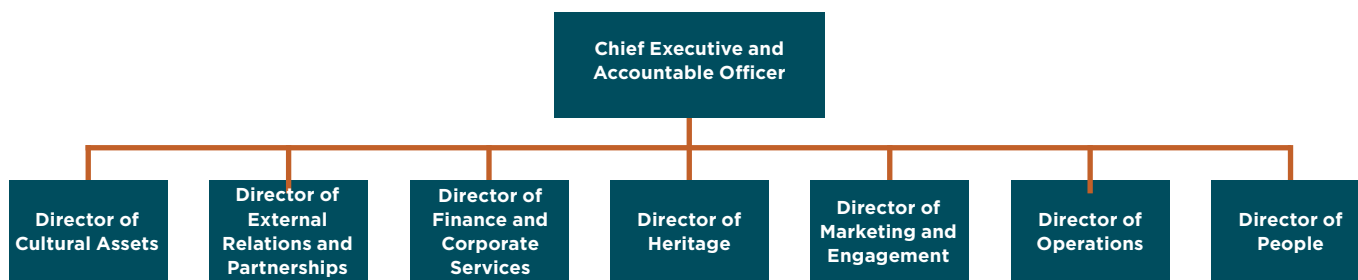 Chief Executive and
Accountable Officer
Director of
Cultural Assets
Director of
External
Relations and
Partnerships
Director of
Finance and
Corporate
Services
Director of
Heritage
Director of
Marketing and
Engagement
Director of
Operations
Director of
People